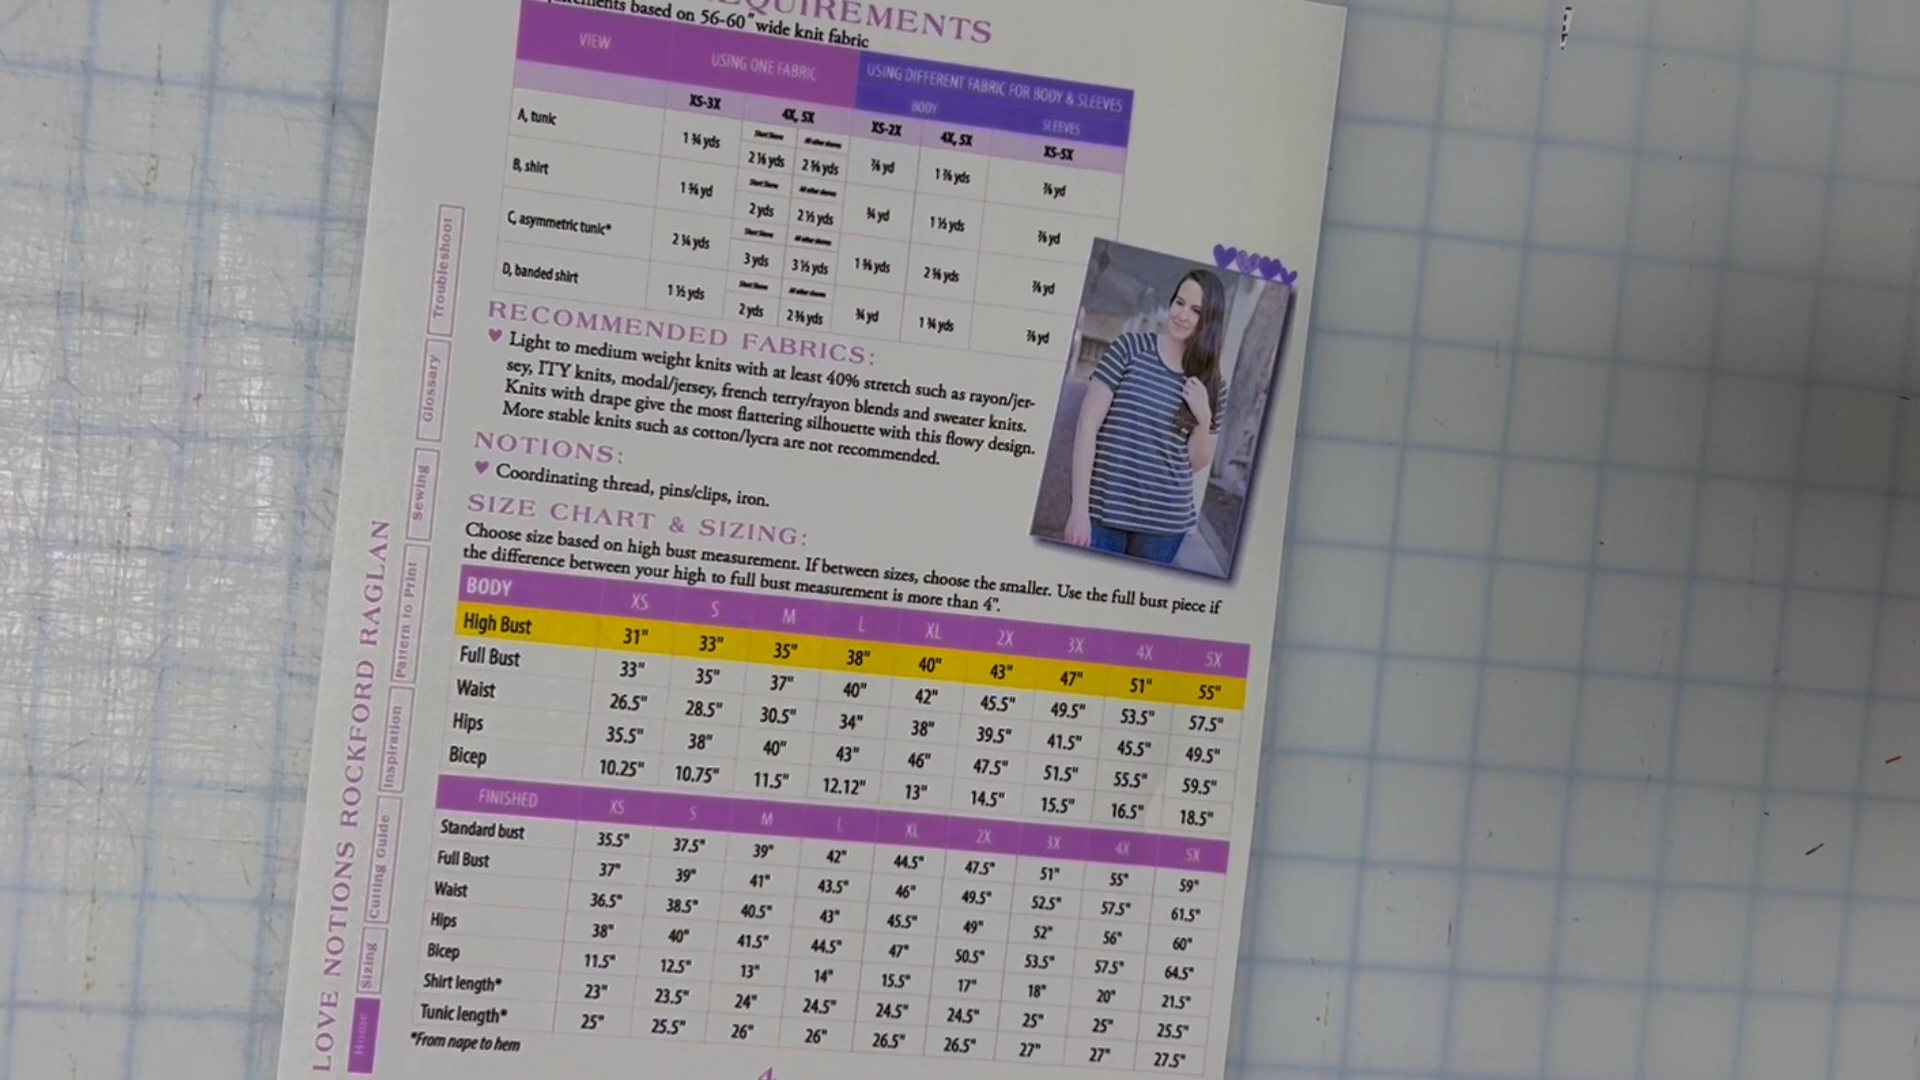 QUIREMENTS
based on 56-60" wide knit fabric
VIEW USING ONE FABRIC USING DIFFERENT FABRIC FOR BODY & SLEEVES
BODY SLEEVES
XS-3X 4X, 5X XS-2X 4X, 5X XS-5X
A, tunic
B, shirt
2 yds
C, asymmetric tunic*
3 yds
D, banded shirt
2 yds
RECOMMENDED FABRICS:
Light to medium weight knits with at least 40% stretch such as rayon/jer-
sey, ITY knits, modal/jersey, french terry/rayon blends and sweater knits.
Knits with drape give the most flattering silhouette with this flowy design.
More stable knits such as cotton/lycra are not recommended.
NOTIONS:
Coordinating thread, pins/clips, iron.
SIZE CHART & SIZING:
Choose size based on high bust measurement. If between sizes, choose the smaller. Use the full bust piece if
the difference between your high to full bust measurement is more than 4".
BODY XS S M L XL 2X 3X 4X 5X
High Bust 31" 33" 35" 38" 40" 43" 47" 51" 55"
Full Bust 33" 35" 37" 40" 42" 45.5" 49.5" 53.5" 57.5"
Waist 26.5" 28.5" 30.5" 34" 38" 39.5" 41.5" 45.5" 49.5"
Hips 35.5" 38" 40" 43" 46" 47.5" 51.5" 55.5" 59.5"
Bicep 10.25" 10.75" 11.5" 12.12" 13" 14.5" 15.5" 16.5" 18.5"
FINISHED XS S M L XL 2X 3X 4X 5X
Standard bust 35.5" 37.5" 39" 42" 44.5" 47.5" 51" 55" 59"
Full Bust 37" 39" 41" 43.5" 46" 49.5" 52.5" 57.5" 61.5"
Waist 36.5" 38.5" 40.5" 43" 45.5" 49" 52" 56" 60"
Hips 38" 40" 41.5" 44.5" 47" 50.5" 53.5" 57.5" 64.5"
Bicep 11.5" 12.5" 13" 14" 15.5" 17" 18" 20" 21.5"
Shirt length* 23" 23.5" 24" 24.5" 24.5" 24.5" 25" 25" 25.5"
Tunic length* 25" 25.5" 26" 26" 26.5" 26.5" 27" 27" 27.5"
*From nape to hem
LOVE NOTIONS ROCKFORD RAGLAN
Home
Sizing
Cutting Guide
Inspiration
Pattern to Print
Sewing
Glossary
Troubleshoot